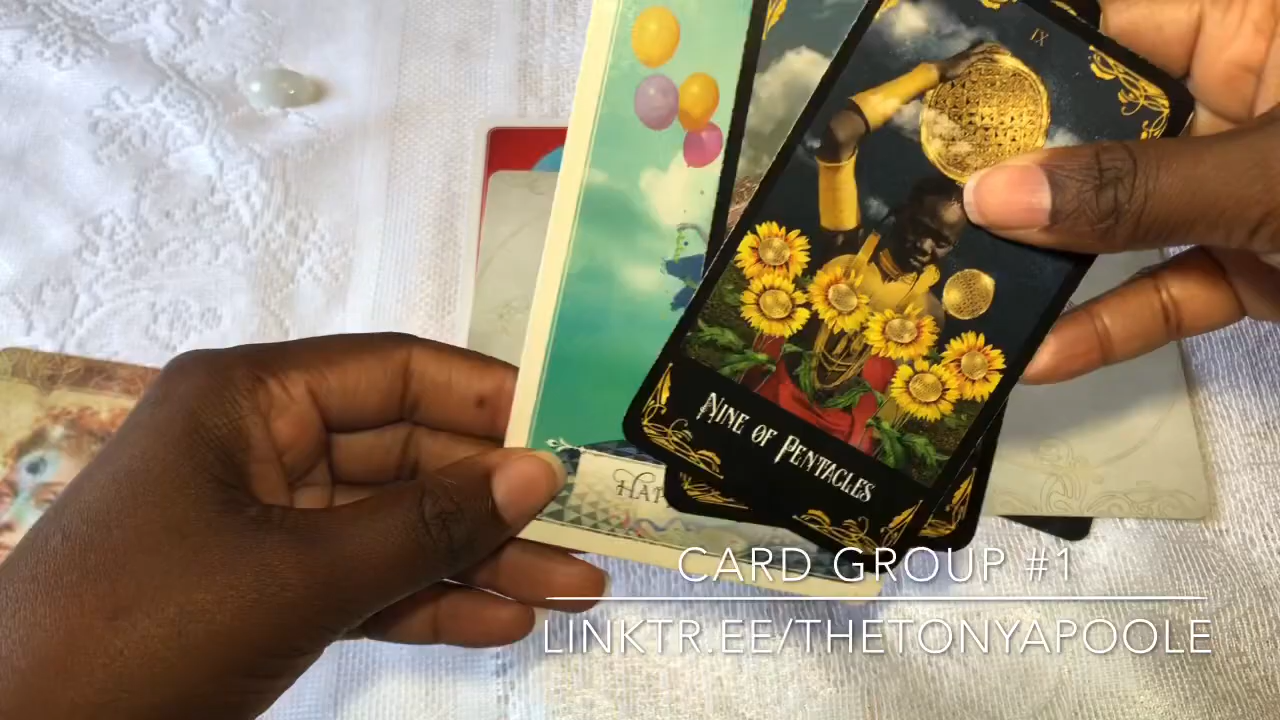 IX
NINE OF PENTACLES
CARD GROUP #1
LINKTR.EE/THETONYAPOOLE